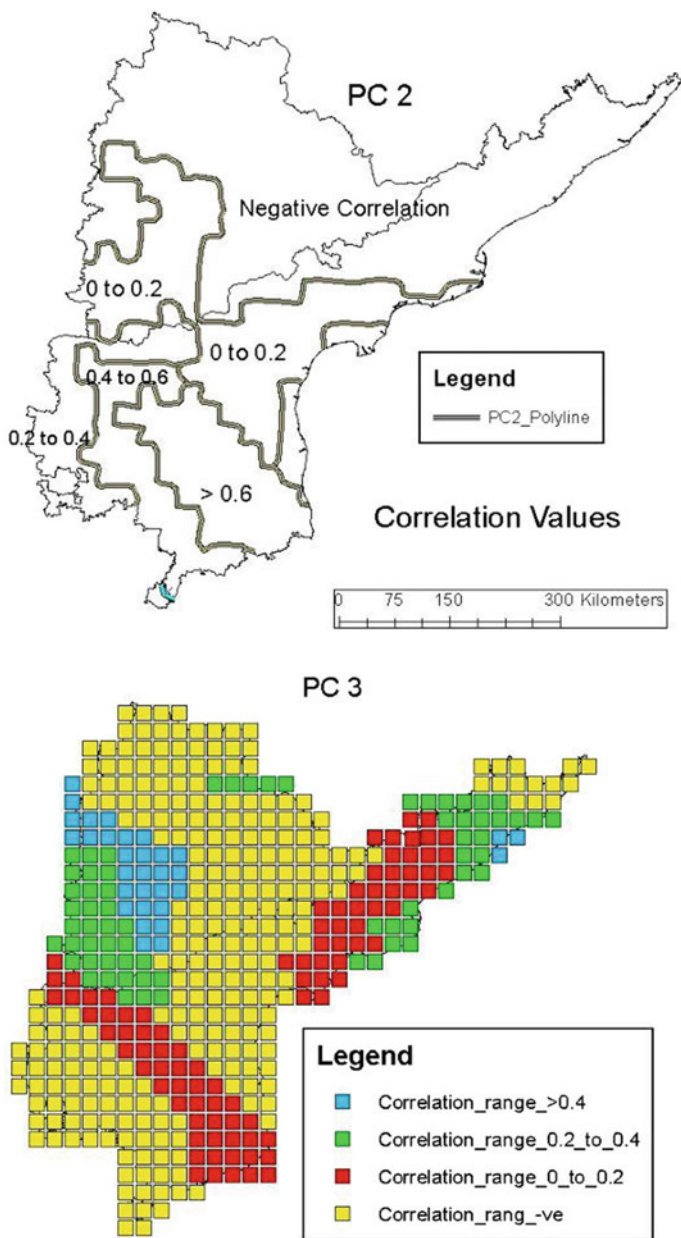 PC 2
Negative Correlation
0 to 0.2
0 to 0.2
0.4 to 0.6
0.2 to 0.4
> 0.6
Legend
PC2_Polyline
Correlation Values
0 75 150 300 Kilometers
PC 3
Legend
Correlation_range_>0.4
Correlation_range_0.2_to_0.4
Correlation_range_0_to_0.2
Correlation_rang_-ve